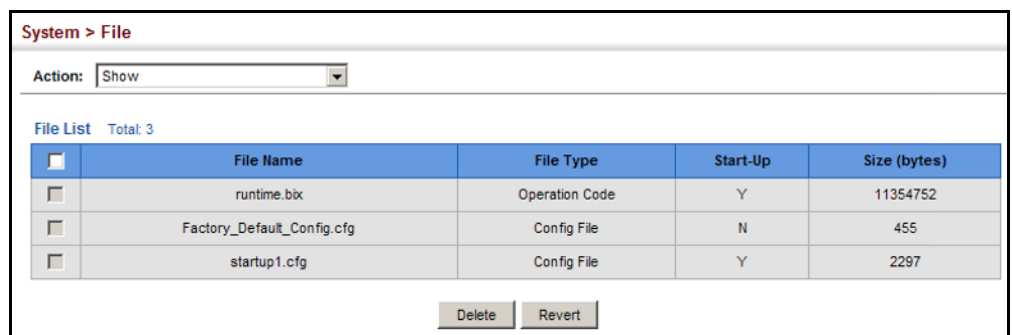 System > File
Action: Show
File List Total: 3
File Name File Type Start-Up Size (bytes)
runtime.bix Operation Code Y 11354752
Factory_Default_Config.cfg Config File N 455
startup1.cfg Config File Y 2297
Delete Revert